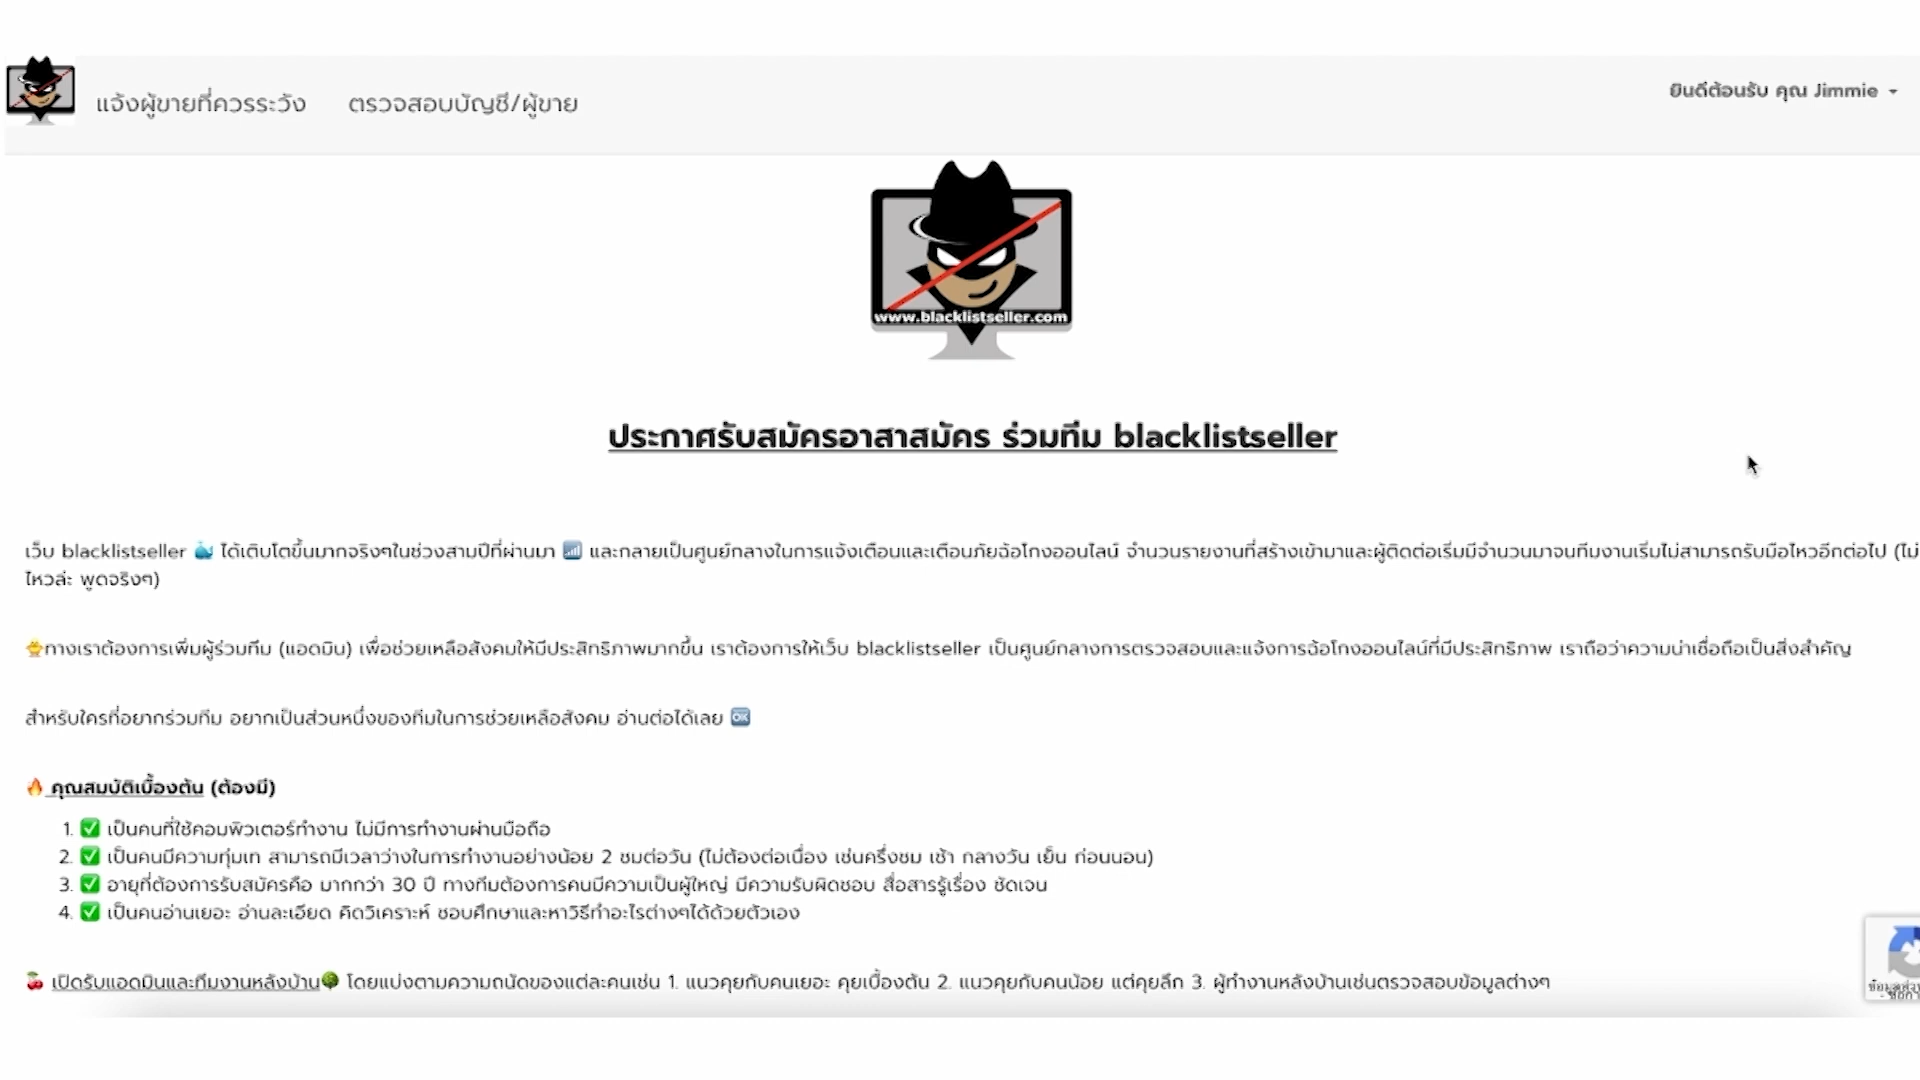 แจ้งผู้ขายที่ควรระวัง ตรวจสอบบัญชี/ผู้ขาย
ยินดีต้อนรับ คุณ Jimmie
www.blacklistseller.com
ประกาศรับสมัครอาสาสมัคร ร่วมทีม blacklistseller
เว็บ blacklistseller 🐳 ได้เติบโตขึ้นมากจริงๆในช่วงสามปีที่ผ่านมา 📶 และกลายเป็นศูนย์กลางในการแจ้งเตือนและเตือนภัยฉ้อโกงออนไลน์ จำนวนรายงานที่สร้างเข้ามาและผู้ติดต่อเริ่มมีจำนวนมาจนทีมงานเริ่มไม่สามารถรับมือไหวอีกต่อไป (ไม่
ไหวล่ะ พูดจริงๆ)
🐥ทางเราต้องการเพิ่มผู้ร่วมทีม (แอดมิน) เพื่อช่วยเหลือสังคมให้มีประสิทธิภาพมากขึ้น เราต้องการให้เว็บ blacklistseller เป็นศูนย์กลางการตรวจสอบและแจ้งการฉ้อโกงออนไลน์ที่มีประสิทธิภาพ เราถือว่าความน่าเชื่อถือเป็นสิ่งสำคัญ
สำหรับใครที่อยากร่วมทีม อยากเป็นส่วนหนึ่งของทีมในการช่วยเหลือสังคม อ่านต่อได้เลย 🆗
🔥 คุณสมบัติเบื้องต้น (ต้องมี)
1. ✅ เป็นคนที่ใช้คอมพิวเตอร์ทำงาน ไม่มีการทำงานผ่านมือถือ
2. ✅ เป็นคนมีความทุ่มเท สามารถมีเวลาว่างในการทำงานอย่างน้อย 2 ชมต่อวัน (ไม่ต้องต่อเนื่อง เช่นครึ่งชม เช้า กลางวัน เย็น ก่อนนอน)
3. ✅ อายุที่ต้องการรับสมัครคือ มากกว่า 30 ปี ทางทีมต้องการคนมีความเป็นผู้ใหญ่ มีความรับผิดชอบ สื่อสารรู้เรื่อง ชัดเจน
4. ✅ เป็นคนอ่านเยอะ อ่านละเอียด คิดวิเคราะห์ ชอบศึกษาและหาวิธีทำอะไรต่างๆได้ด้วยตัวเอง
🍒 เปิดรับแอดมินและทีมงานหลังบ้าน🌳 โดยแบ่งตามความถนัดของแต่ละคนเช่น 1. แนวคุยกับคนเยอะ คุยเบื้องต้น 2. แนวคุยกับคนน้อย แต่คุยลึก 3. ผู้ทำงานหลังบ้านเช่นตรวจสอบข้อมูลต่างๆ